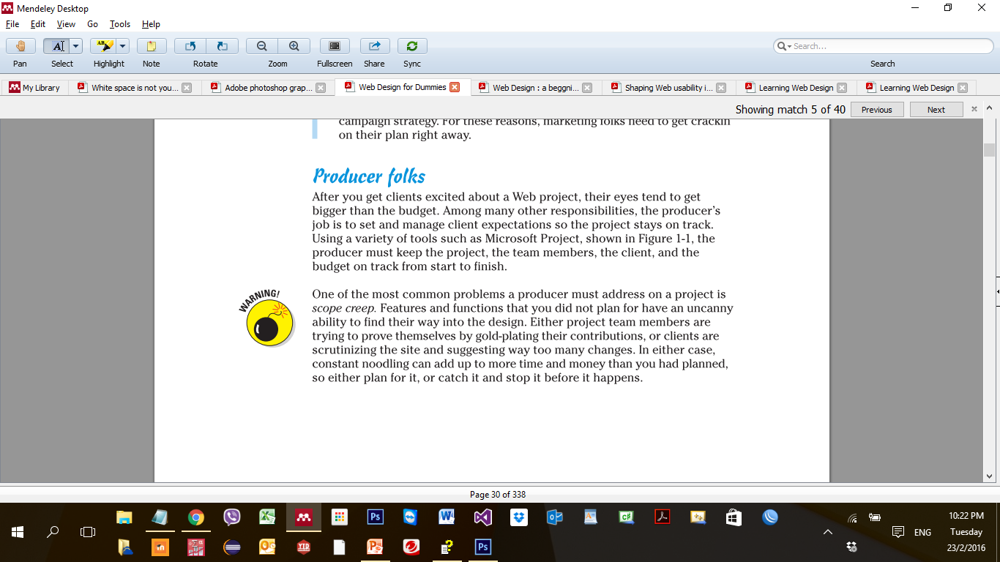 Mendeley Desktop
File Edit View Go Tools Help
Pan Select Highlight Note Rotate Zoom Fullscreen Share Sync Search... Search
My Library White space is not you... Adobe photoshop grap... Web Design for Dummies Web Design : a beggni... Shaping Web usability i... Learning Web Design Learning Web Design
Showing match 5 of 40 Previous Next
campaign strategy. For these reasons, marketing folks need to get crackin
on their plan right away.
Producer folks
After you get clients excited about a Web project, their eyes tend to get
bigger than the budget. Among many other responsibilities, the producer's
job is to set and manage client expectations so the project stays on track.
Using a variety of tools such as Microsoft Project, shown in Figure 1-1, the
producer must keep the project, the team members, the client, and the
budget on track from start to finish.
WARNING!
One of the most common problems a producer must address on a project is
scope creep. Features and functions that you did not plan for have an uncanny
ability to find their way into the design. Either project team members are
trying to prove themselves by gold-plating their contributions, or clients are
scrutinizing the site and suggesting way too many changes. In either case,
constant noodling can add up to more time and money than you had planned,
so either plan for it, or catch it and stop it before it happens.
Page 30 of 338
10:22 PM
ENG Tuesday
23/2/2016